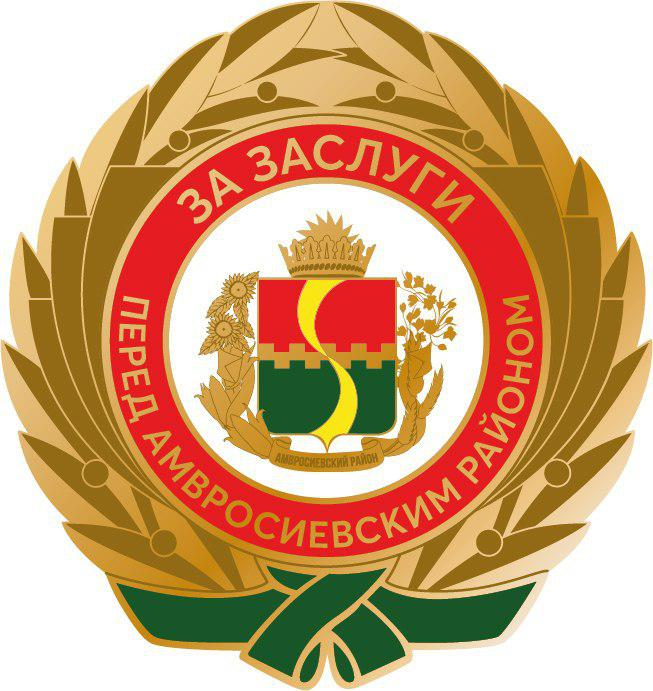 ЗА ЗАСЛУГИ
ПЕРЕД АМВРОСИЕВСКИМ РАЙОНОМ
АМВРОСИЕВСКИЙ РАЙОН